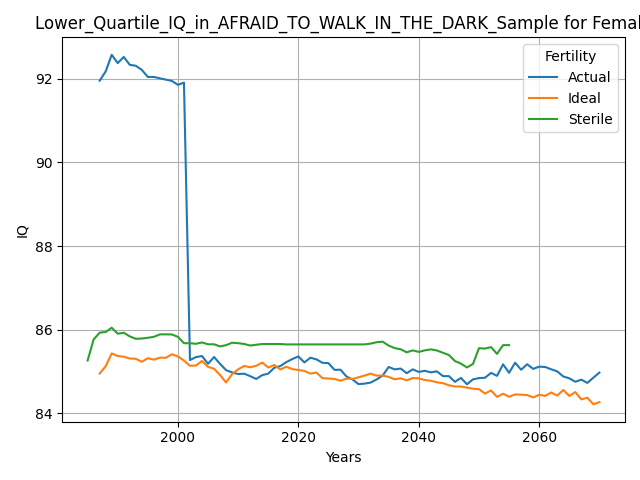 Lower_Quartile_IQ_in_AFRAID_TO_WALK_IN_THE_DARK_Sample for Femal
Fertility
Actual
Ideal
Sterile
IQ
92
90
88
86
84
2000
2020
2040
2060
Years